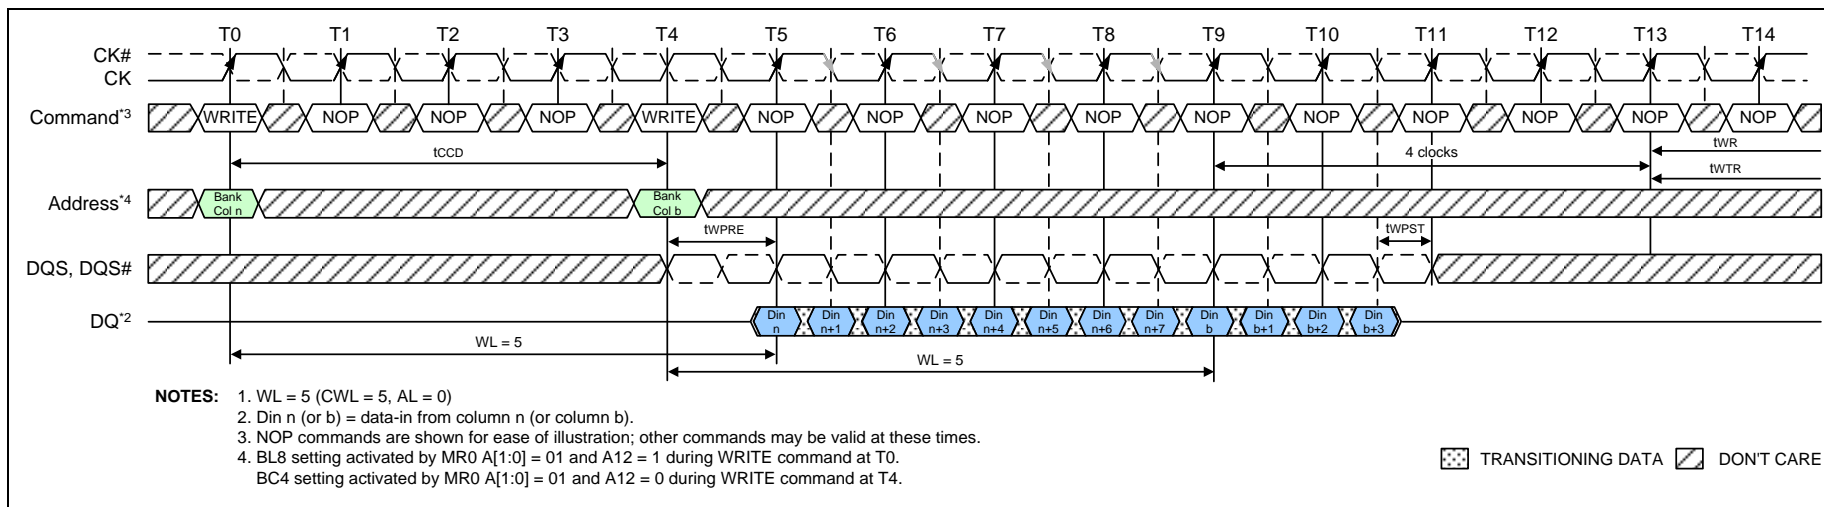 T0 T1 T2 T3 T4 T5 T6 T7 T8 T9 T10 T11 T12 T13 T14
CK#
CK
Command*3 WRITE NOP NOP NOP WRITE NOP NOP NOP NOP NOP NOP NOP NOP NOP NOP
tCCD 4 clocks tWR
tWTR
Address*4 Bank Col n Bank Col b
tWPRE tWPST
DQS, DQS#
DQ*2 Din n Din n+1 Din n+2 Din n+3 Din n+4 Din n+5 Din n+6 Din n+7 Din b Din b+1 Din b+2 Din b+3
WL = 5 WL = 5
NOTES: 1. WL = 5 (CWL = 5, AL = 0)
2. Din n (or b) = data-in from column n (or column b).
3. NOP commands are shown for ease of illustration; other commands may be valid at these times.
4. BL8 setting activated by MR0 A[1:0] = 01 and A12 = 1 during WRITE command at T0.
BC4 setting activated by MR0 A[1:0] = 01 and A12 = 0 during WRITE command at T4.
TRANSITIONING DATA DON'T CARE